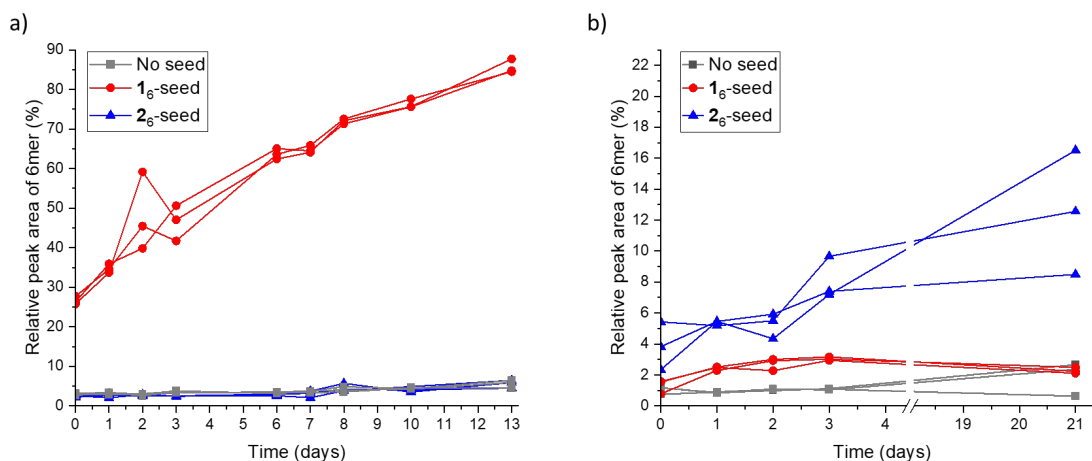 a)
Relative peak area of 6mer (%)
90
80
70
60
50
40
30
20
10
0
No seed
1₆-seed
2₆-seed
0 1 2 3 4 5 6 7 8 9 10 11 12 13
Time (days)
b)
Relative peak area of 6mer (%)
22
20
18
16
14
12
10
8
6
4
2
0
No seed
1₆-seed
2₆-seed
0 1 2 3 4 19 20 21
Time (days)